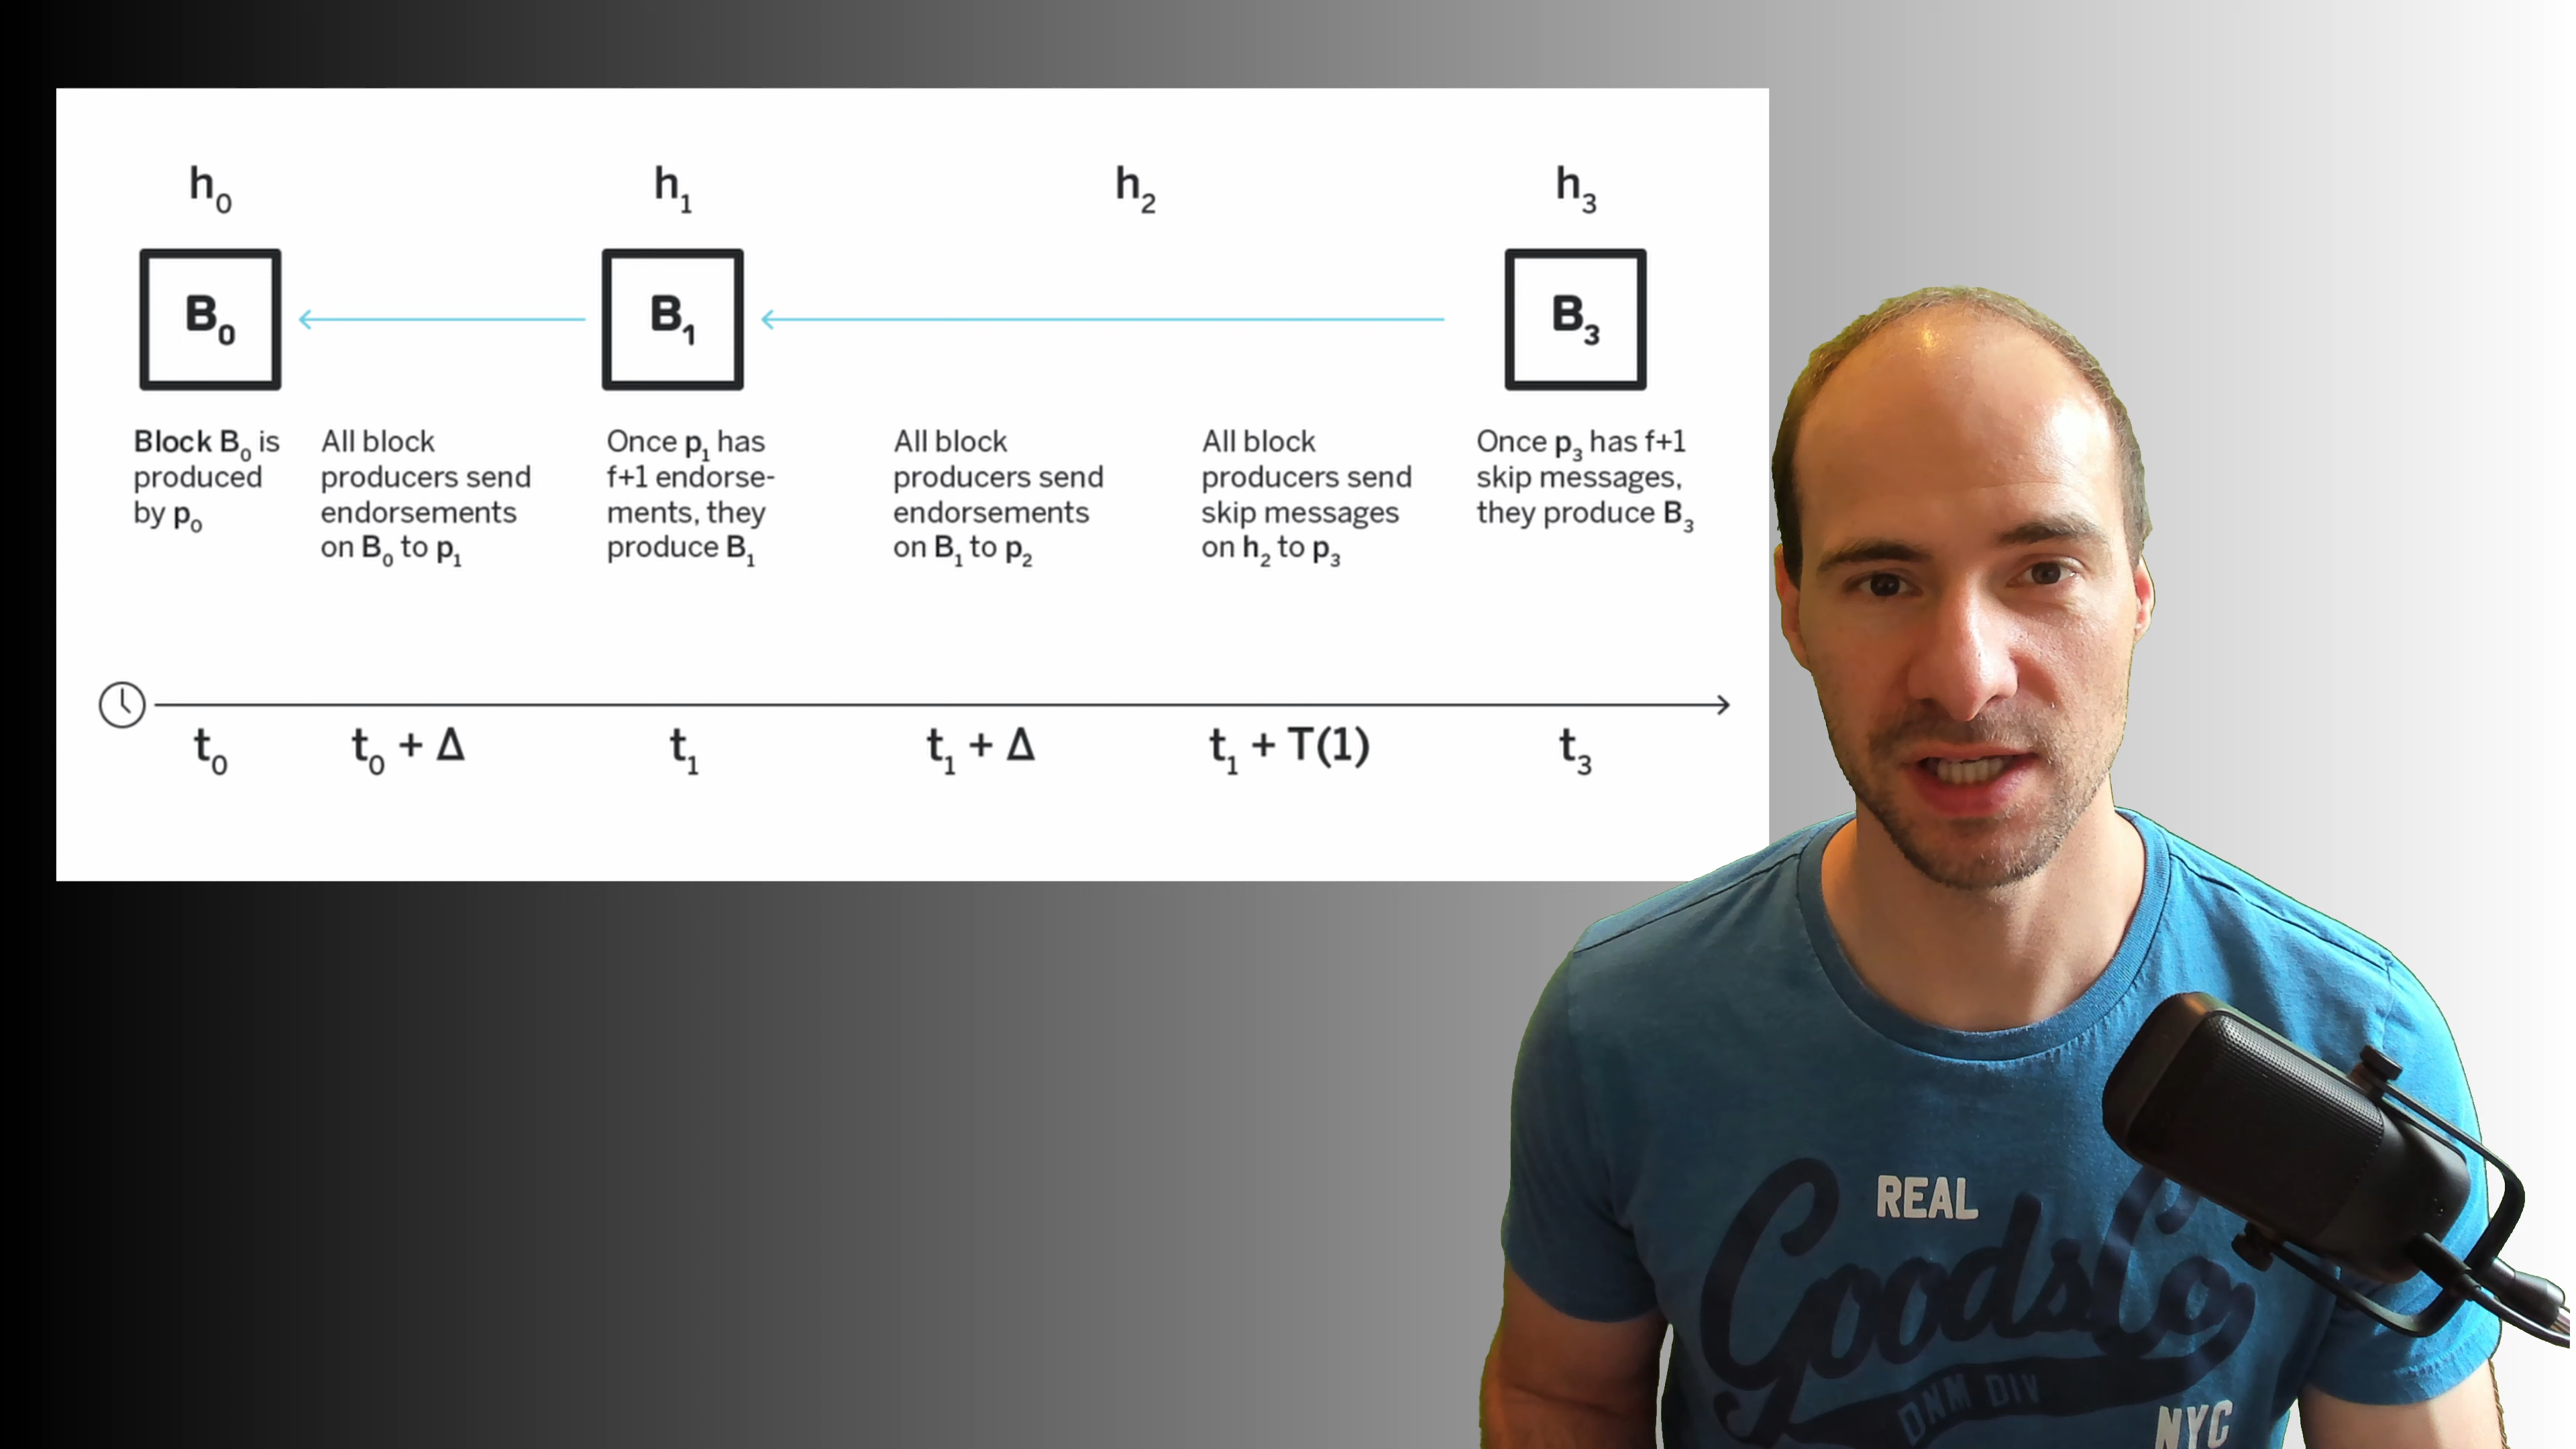 h₀ h₁ h₂ h₃
B₀ B₁ B₃
Block B₀ is
produced
by p₀
All block
producers send
endorsements
on B₀ to p₁
Once p₁ has
f+1 endorse-
ments, they
produce B₁
All block
producers send
endorsements
on B₁ to p₂
All block
producers send
skip messages
on h₂ to p₃
Once p₃ has f+1
skip messages,
they produce B₃
t₀ t₀ + Δ t₁ t₁ + Δ t₁ + T(1) t₃
REAL
GoodsCo
DNM DIV
NYC